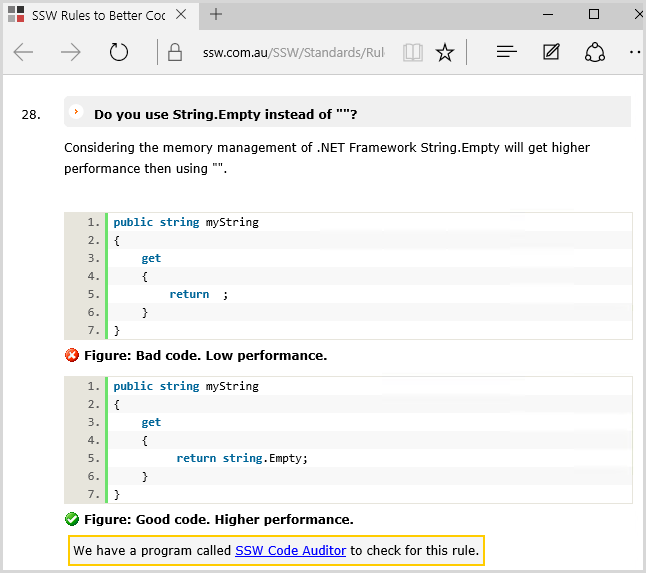 SSW Rules to Better Coc
ssw.com.au/SSW/Standards/Rul
28. Do you use String.Empty instead of ""?
Considering the memory management of .NET Framework String.Empty will get higher
performance then using "".
1. public string myString
2. {
3. get
4. {
5. return  ;
6. }
7. }
Figure: Bad code. Low performance.
1. public string myString
2. {
3. get
4. {
5. return string.Empty;
6. }
7. }
Figure: Good code. Higher performance.
We have a program called SSW Code Auditor to check for this rule.